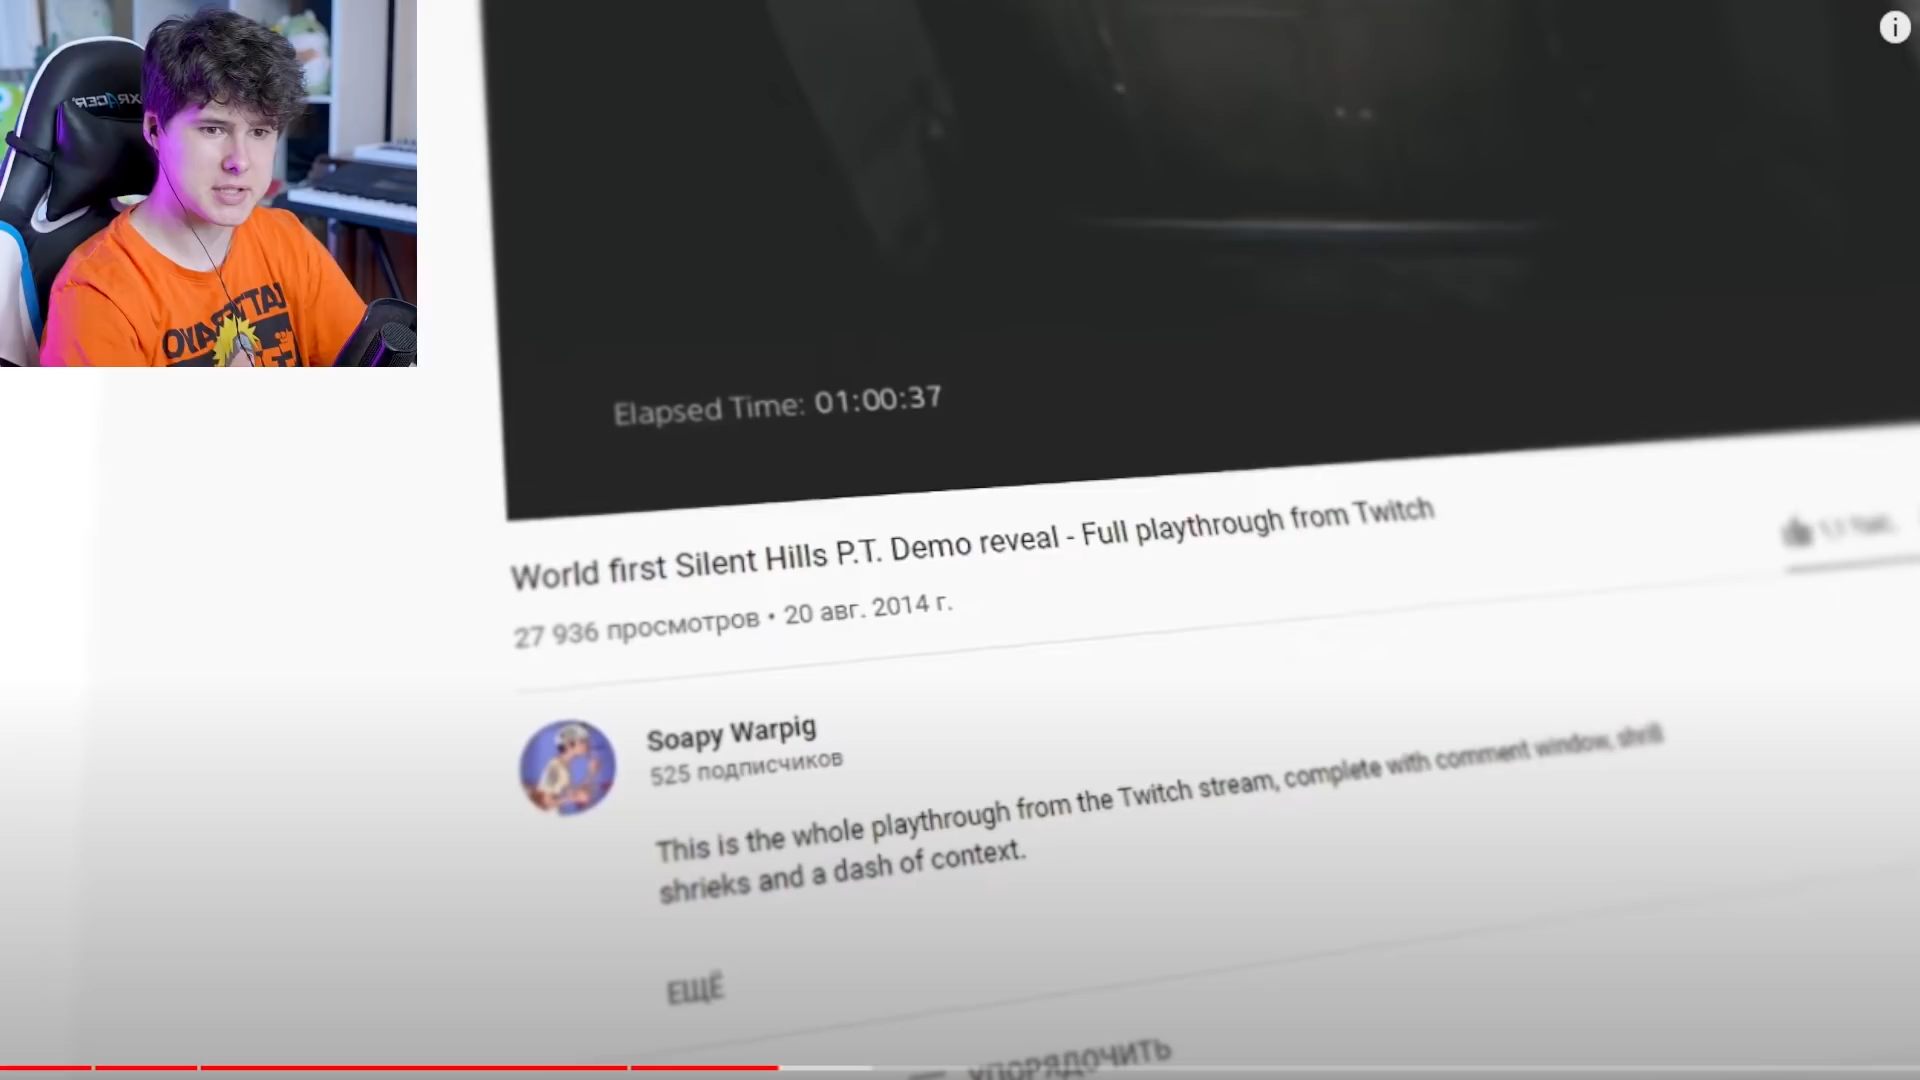 Elapsed Time: 01:00:37
World first Silent Hills P.T. Demo reveal - Full playthrough from Twitch
27 936 просмотров • 20 авг. 2014 г.
Soapy Warpig
525 подписчиков
This is the whole playthrough from the Twitch stream, complete with comment window, shrill
shrieks and a dash of context.
ЕЩЁ
УПОРЯДОЧИТЬ